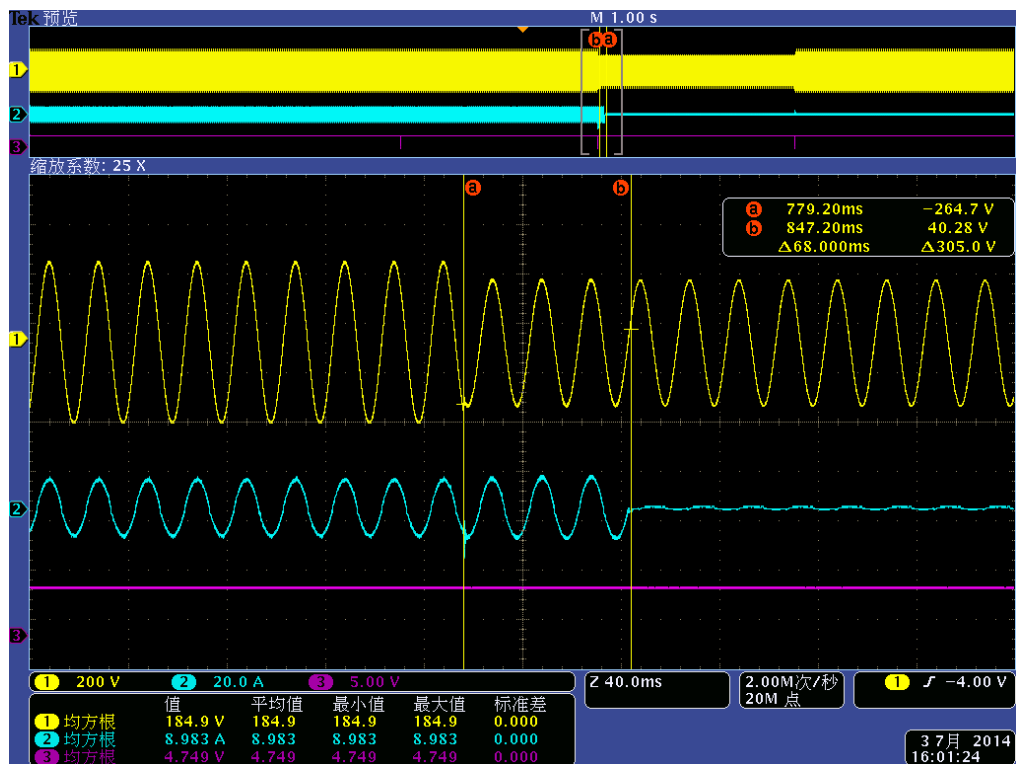 Tek 预览 M 1.00 s
b a
1
2
3
缩放系数: 25 X
a b
a 779.20ms −264.7 V
b 847.20ms 40.28 V
Δ68.000ms Δ305.0 V
1
2
3
1 200 V 2 20.0 A 3 5.00 V Z 40.0ms 2.00M次/秒 1 ƒ −4.00 V
20M 点
值 平均值 最小值 最大值 标准差
1 均方根 184.9 V 184.9 184.9 184.9 0.000
2 均方根 8.983 A 8.983 8.983 8.983 0.000
3 均方根 4.749 V 4.749 4.749 4.749 0.000
3 7月 2014
16:01:24